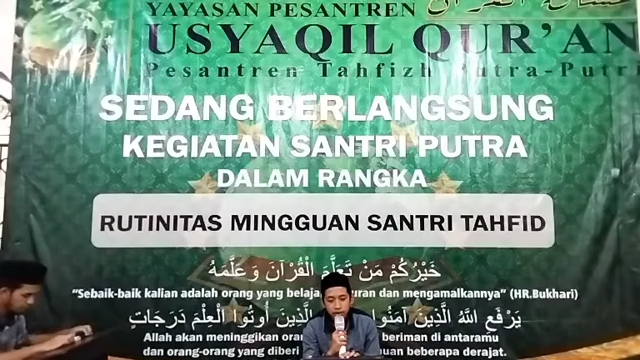 YAYASAN PESANTREN
USYAQIL QUR'AN
Pesantren Tahfizh Putra-Putri
SEDANG BERLANGSUNG
KEGIATAN SANTRI PUTRA
DALAM RANGKA
RUTINITAS MINGGUAN SANTRI TAHFID
خَيْرُكُمْ مَنْ تَعَلَّمَ الْقُرْآنَ وَعَلَّمَهُ
"Sebaik-baik kalian adalah orang yang belajar dan mengamalkannya" (HR.Bukhari)
يَرْفَعِ اللَّهُ الَّذِينَ آمَنُوا الَّذِينَ أُوتُوا الْعِلْمَ دَرَجَاتٍ
Allah akan meninggikan beriman di antaramu
dan orang-orang yang diberi beberapa derajat.